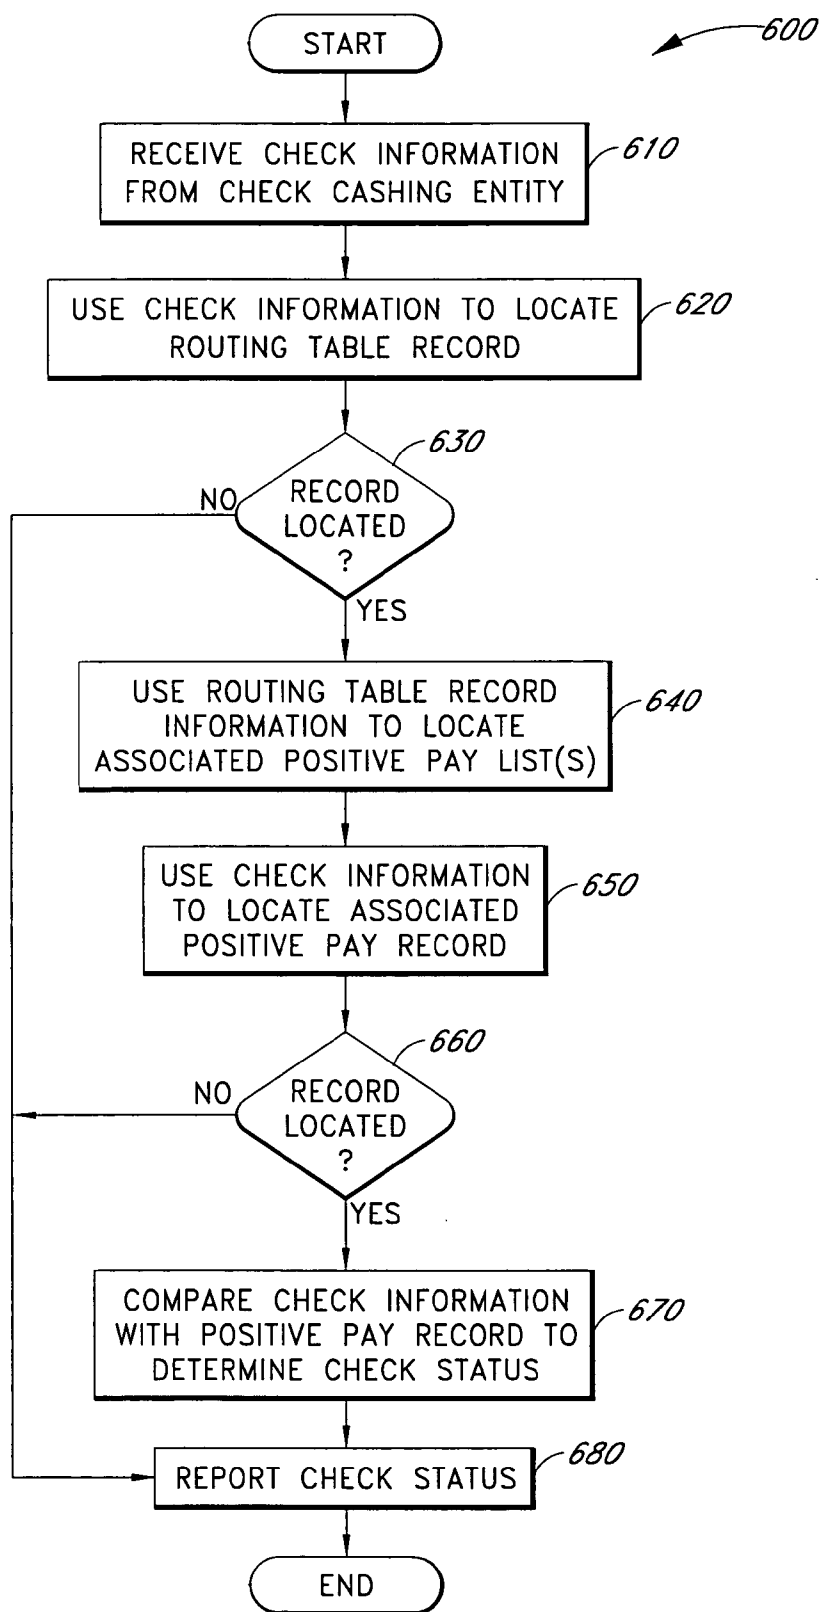 START
600
RECEIVE CHECK INFORMATION
FROM CHECK CASHING ENTITY
610
USE CHECK INFORMATION TO LOCATE
ROUTING TABLE RECORD
620
630
RECORD
LOCATED
?
NO
YES
USE ROUTING TABLE RECORD
INFORMATION TO LOCATE
ASSOCIATED POSITIVE PAY LIST(S)
640
USE CHECK INFORMATION
TO LOCATE ASSOCIATED
POSITIVE PAY RECORD
650
660
RECORD
LOCATED
?
NO
YES
COMPARE CHECK INFORMATION
WITH POSITIVE PAY RECORD TO
DETERMINE CHECK STATUS
670
REPORT CHECK STATUS
680
END